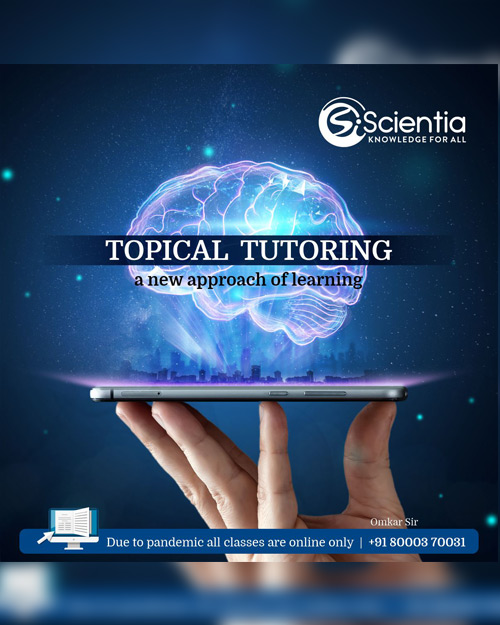 Scientia
KNOWLEDGE FOR ALL
TOPICAL TUTORING
a new approach of learning
Omkar Sir
Due to pandemic all classes are online only | +91 80003 70031